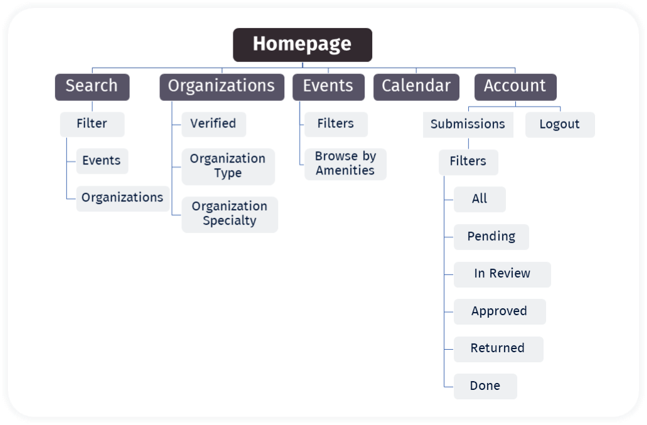 Homepage
Search
Organizations
Events
Calendar
Account
Filter
Events
Organizations
Verified
Organization
Type
Organization
Specialty
Filters
Browse by
Amenities
Submissions
Logout
Filters
All
Pending
In Review
Approved
Returned
Done